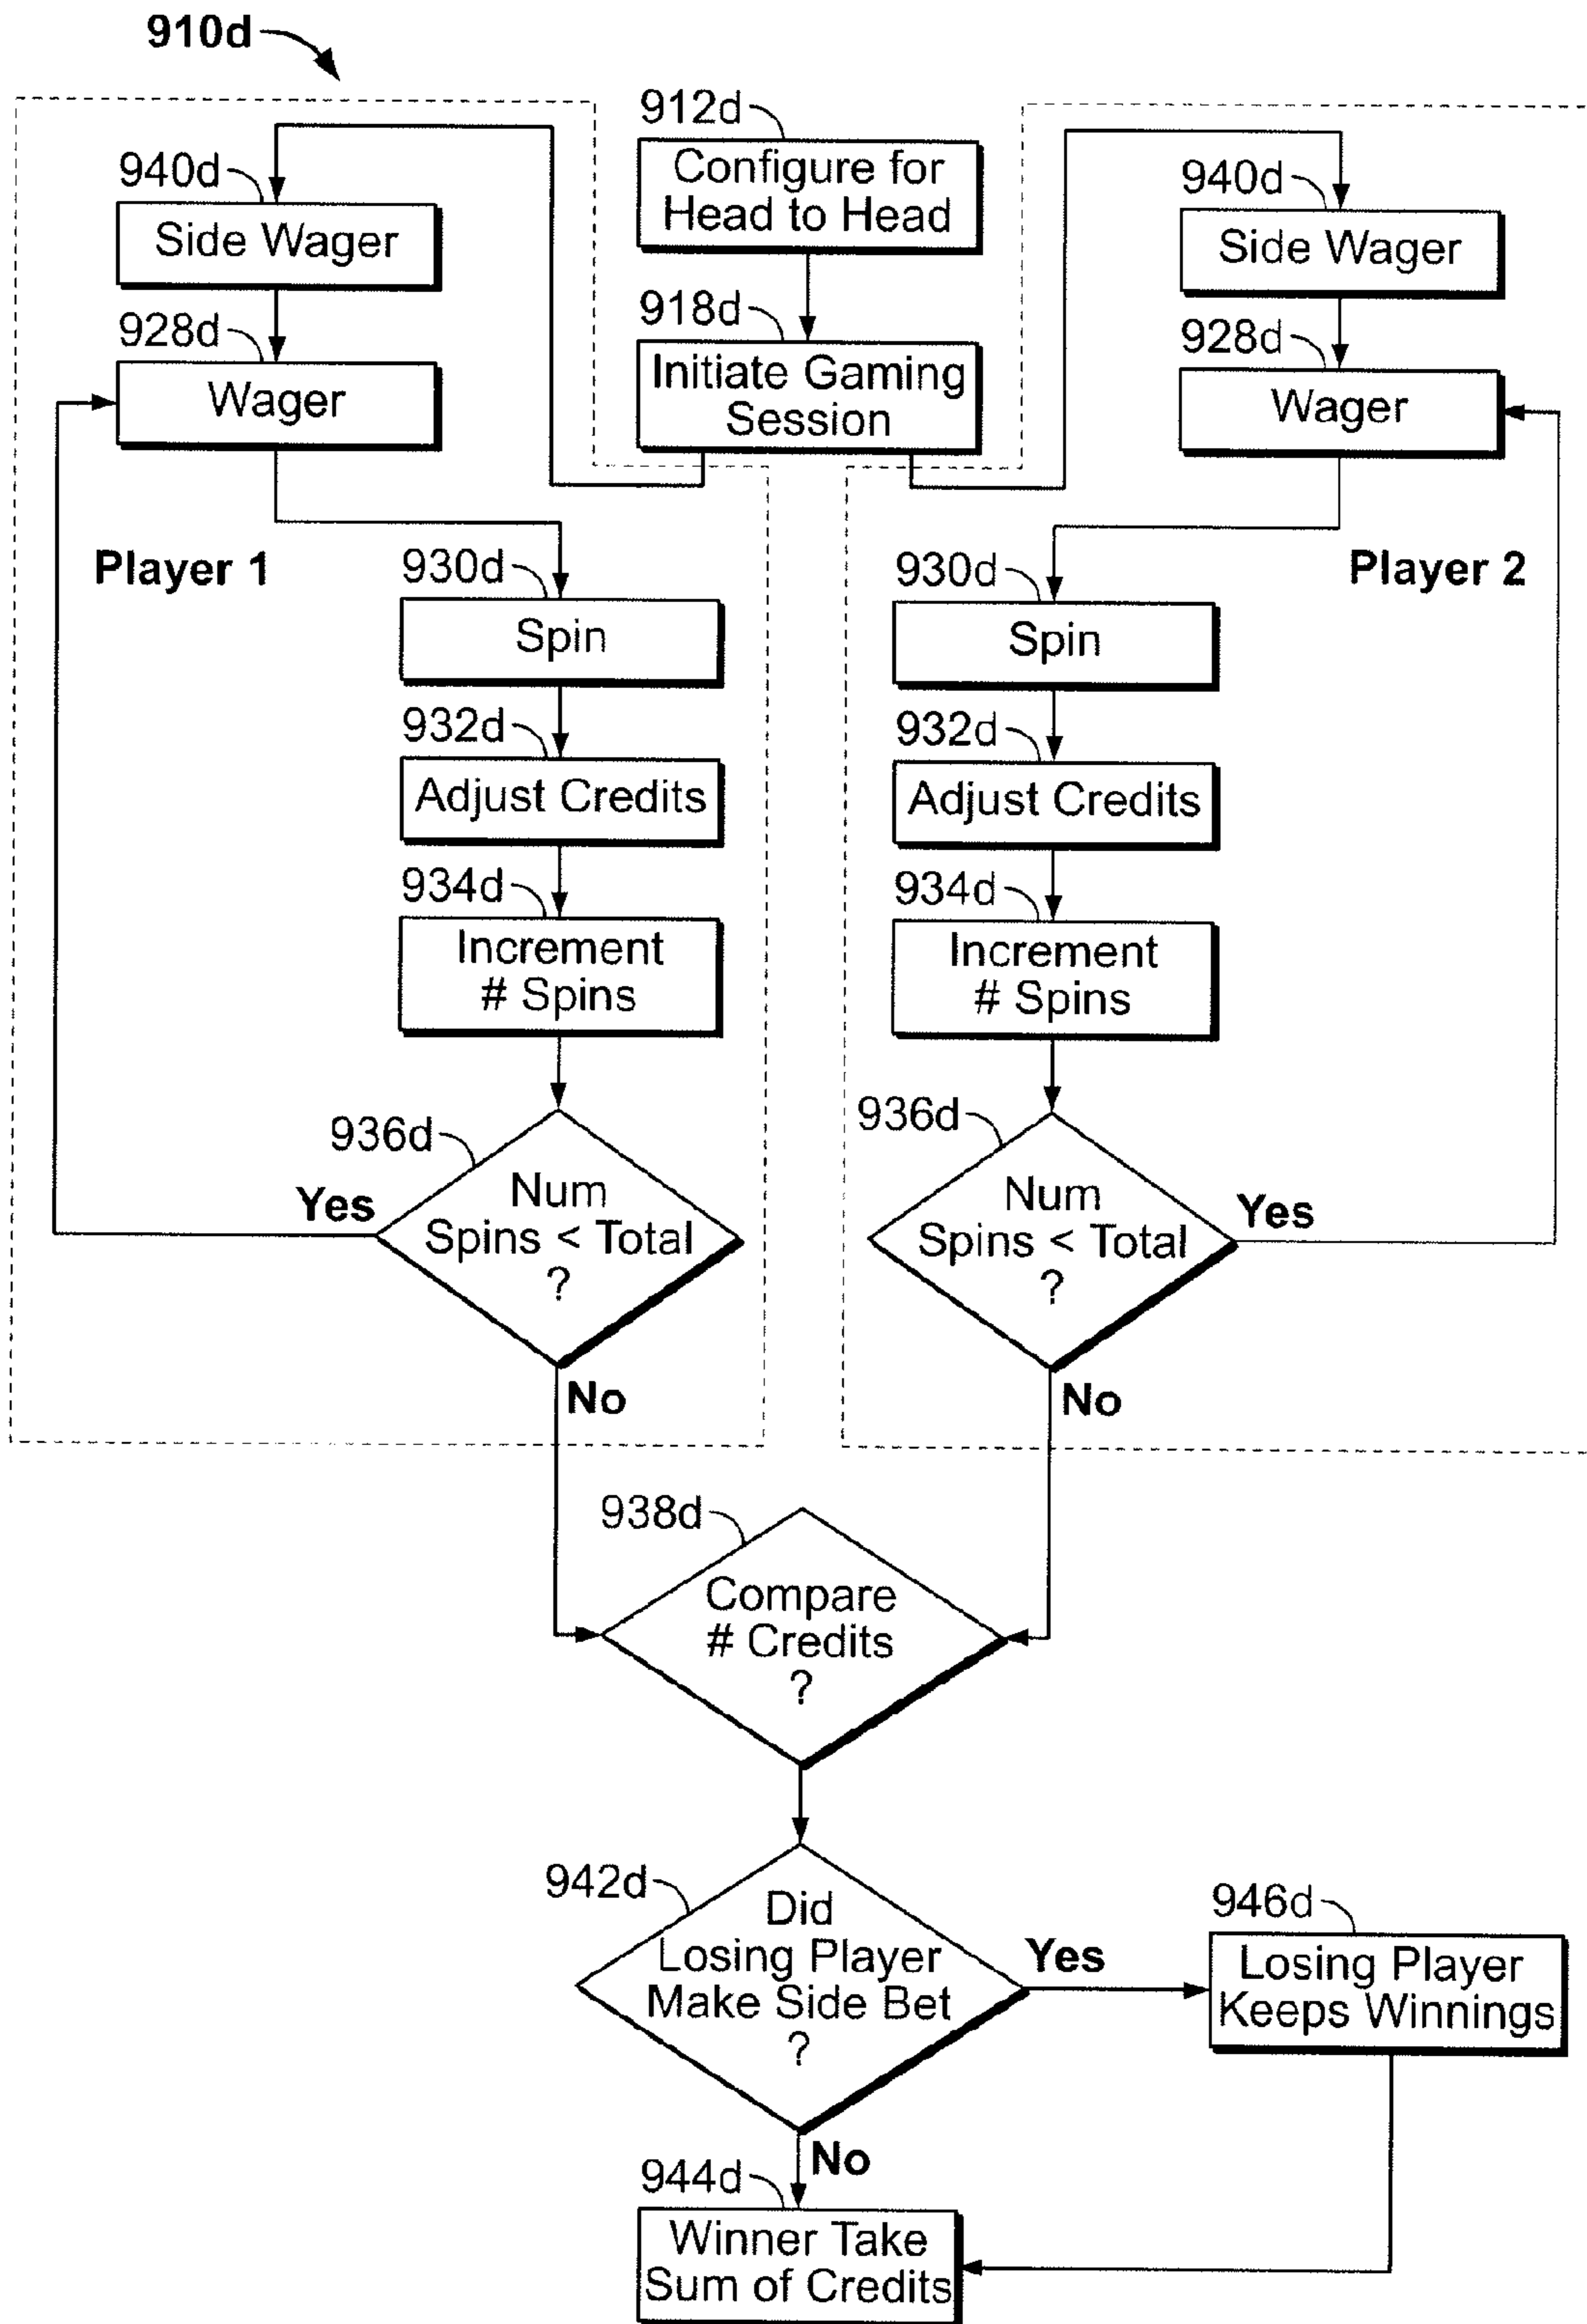 910d
912d
Configure for
Head to Head
918d
Initiate Gaming
Session
940d
Side Wager
928d
Wager
Player 1
930d
Spin
932d
Adjust Credits
934d
Increment
# Spins
936d
Num
Spins < Total
?
Yes
No
940d
Side Wager
928d
Wager
Player 2
930d
Spin
932d
Adjust Credits
934d
Increment
# Spins
936d
Num
Spins < Total
?
Yes
No
938d
Compare
# Credits
?
942d
Did
Losing Player
Make Side Bet
?
Yes
946d
Losing Player
Keeps Winnings
No
944d
Winner Take
Sum of Credits